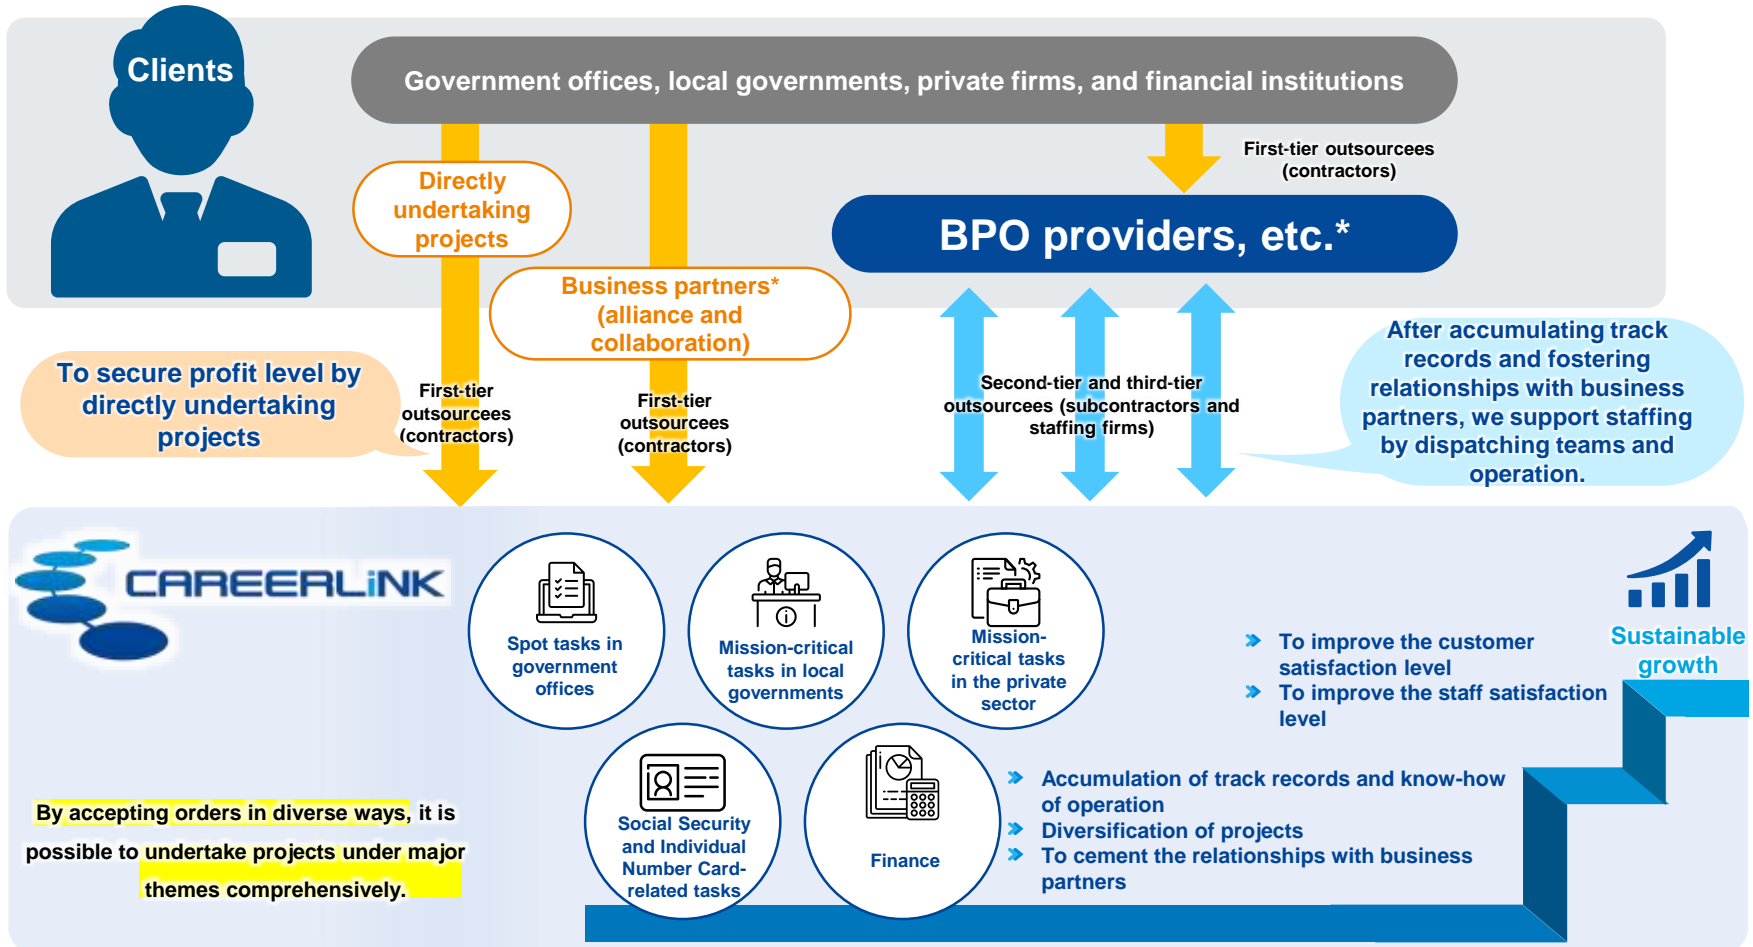 Clients
Government offices, local governments, private firms, and financial institutions
First-tier outsourcees
(contractors)
Directly
undertaking
projects
BPO providers, etc.*
Business partners*
(alliance and
collaboration)
To secure profit level by
directly undertaking
projects
First-tier
outsourcees
(contractors)
First-tier
outsourcees
(contractors)
Second-tier and third-tier
outsourcees (subcontractors and
staffing firms)
After accumulating track
records and fostering
relationships with business
partners, we support staffing
by dispatching teams and
operation.
CAREERLiNK
Spot tasks in
government
offices
Mission-critical
tasks in local
governments
Mission-
critical tasks
in the private
sector
Social Security
and Individual
Number Card-
related tasks
Finance
To improve the customer
satisfaction level
To improve the staff satisfaction
level
Sustainable
growth
Accumulation of track records and know-how
of operation
Diversification of projects
To cement the relationships with business
partners
By accepting orders in diverse ways, it is
possible to undertake projects under major
themes comprehensively.